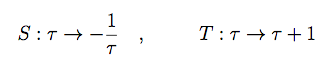 S : τ → −1/τ , T : τ → τ + 1